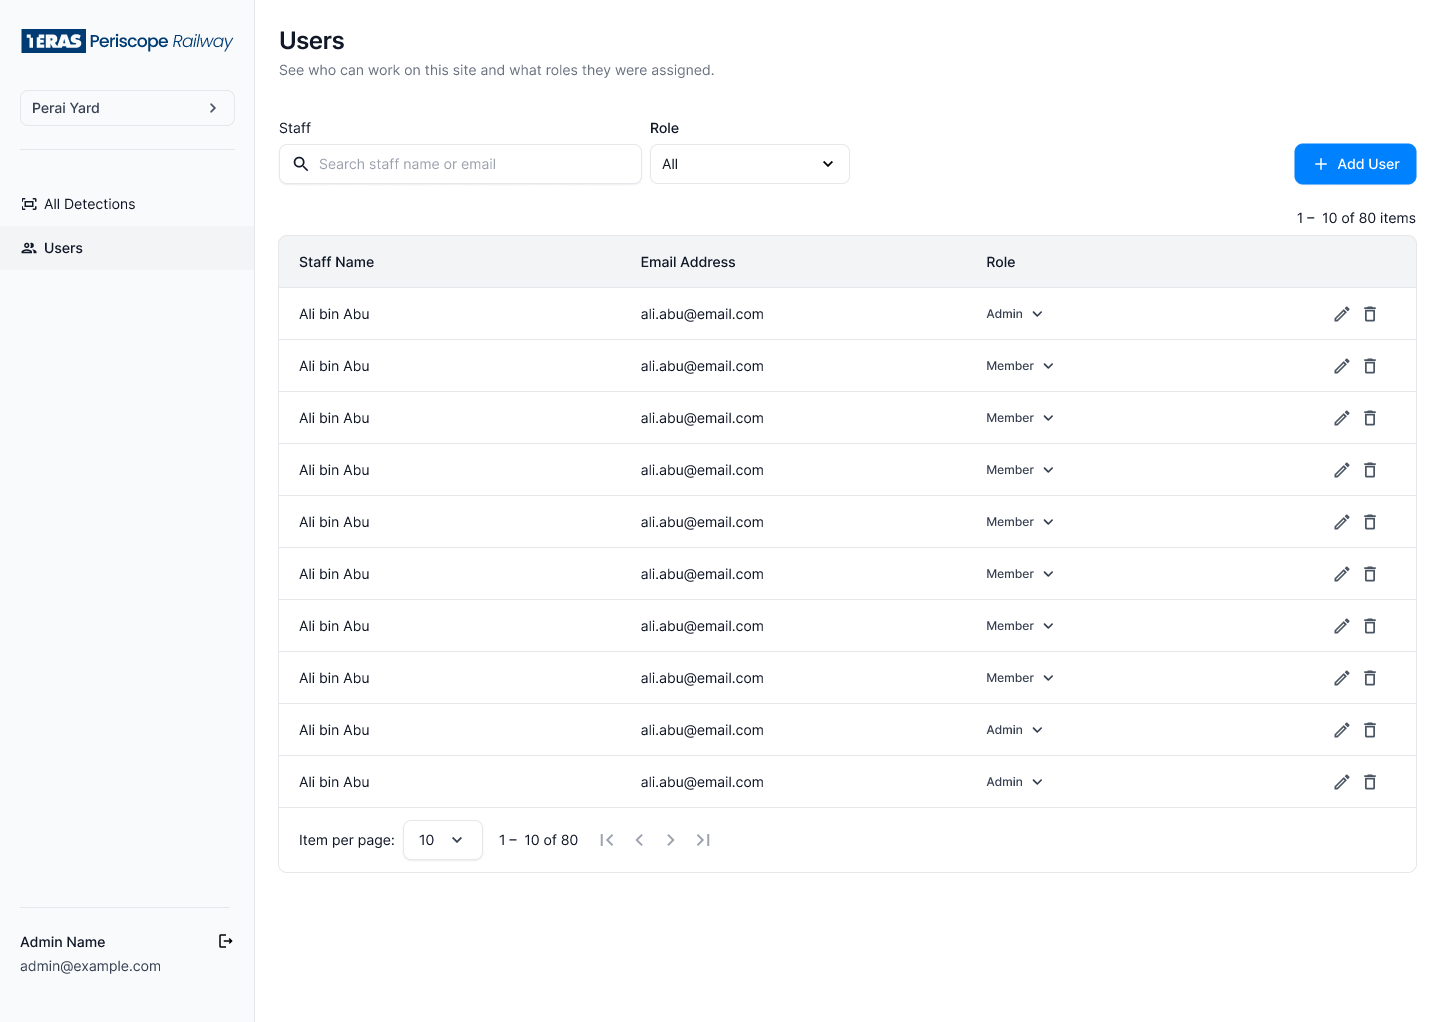 TERAS Periscope Railway
Perai Yard
All Detections
Users
Admin Name
admin@example.com
Users
See who can work on this site and what roles they were assigned.
Staff
Search staff name or email
Role
All
+ Add User
1 – 10 of 80 items
Staff Name Email Address Role
Ali bin Abu ali.abu@email.com Admin
Ali bin Abu ali.abu@email.com Member
Ali bin Abu ali.abu@email.com Member
Ali bin Abu ali.abu@email.com Member
Ali bin Abu ali.abu@email.com Member
Ali bin Abu ali.abu@email.com Member
Ali bin Abu ali.abu@email.com Member
Ali bin Abu ali.abu@email.com Member
Ali bin Abu ali.abu@email.com Admin
Ali bin Abu ali.abu@email.com Admin
Item per page: 10 1 – 10 of 80